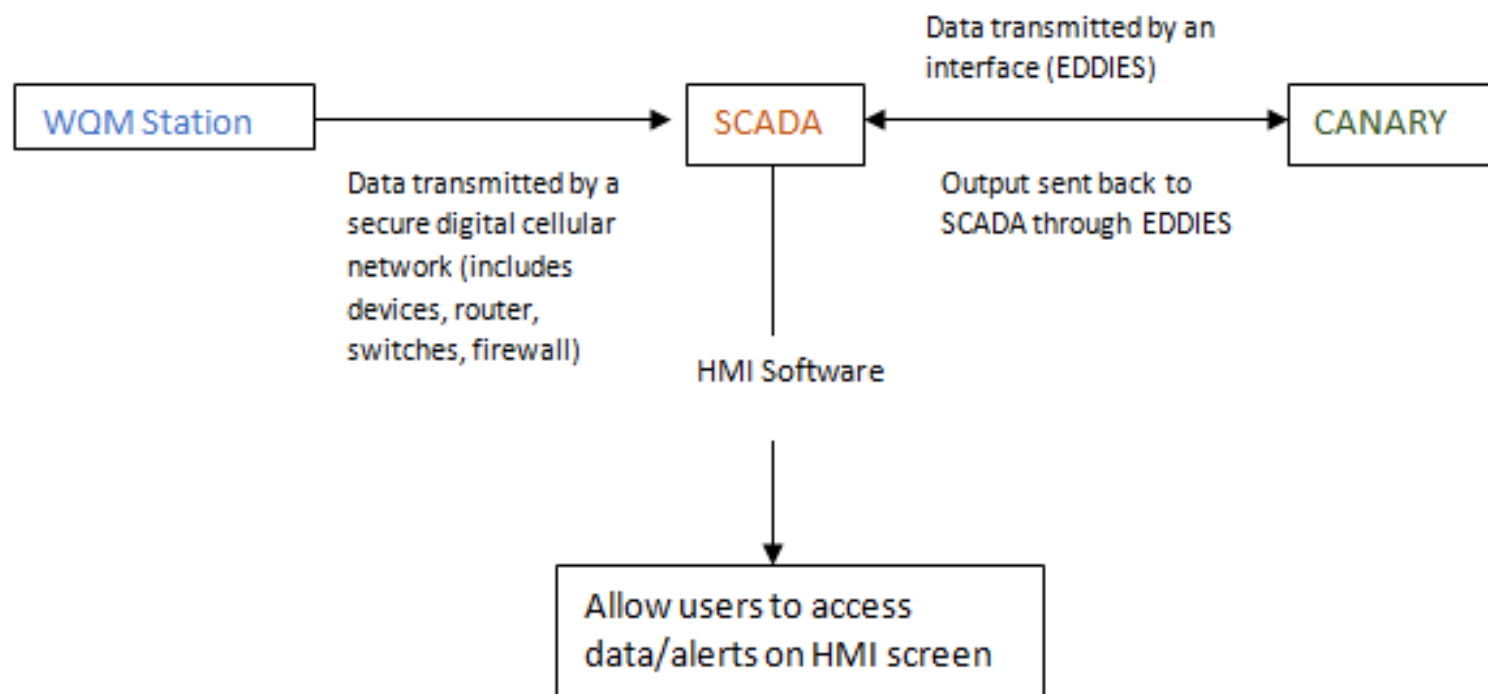 Data transmitted by an
interface (EDDIES)
WQM Station
SCADA
CANARY
Data transmitted by a
secure digital cellular
network (includes
devices, router,
switches, firewall)
Output sent back to
SCADA through EDDIES
HMI Software
Allow users to access
data/alerts on HMI screen